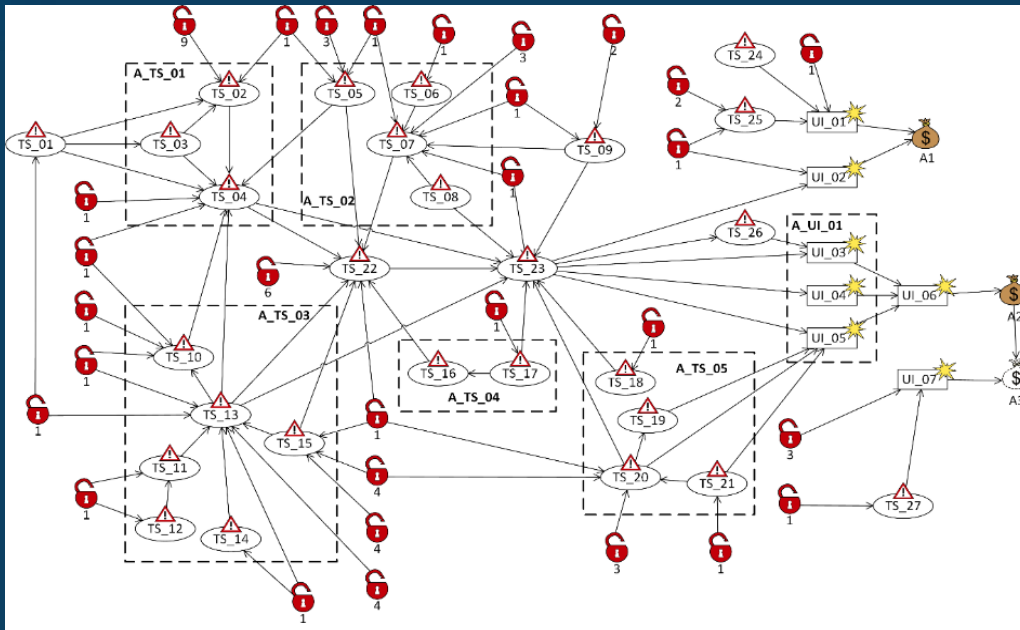 9 1 3 1 1 3 2 TS_24 1
A_TS_01 2
TS_02 TS_05 TS_06 1 TS_25 UI_01
TS_01 TS_03 TS_07 TS_09 1 A1
1 TS_04 A_TS_02 TS_08 1 UI_02
A_UI_01
1 TS_26 UI_03
6 TS_22 TS_23
UI_04 UI_06 A2
1 A_TS_03 1 1 UI_05
1 TS_10 TS_16 TS_17 TS_18 A_TS_05 UI_07 A3
A_TS_04
1 TS_13 1 TS_19
TS_15 3
TS_11 4 TS_20 TS_21
1 TS_12 TS_14 4 1 TS_27
3 1
1 4